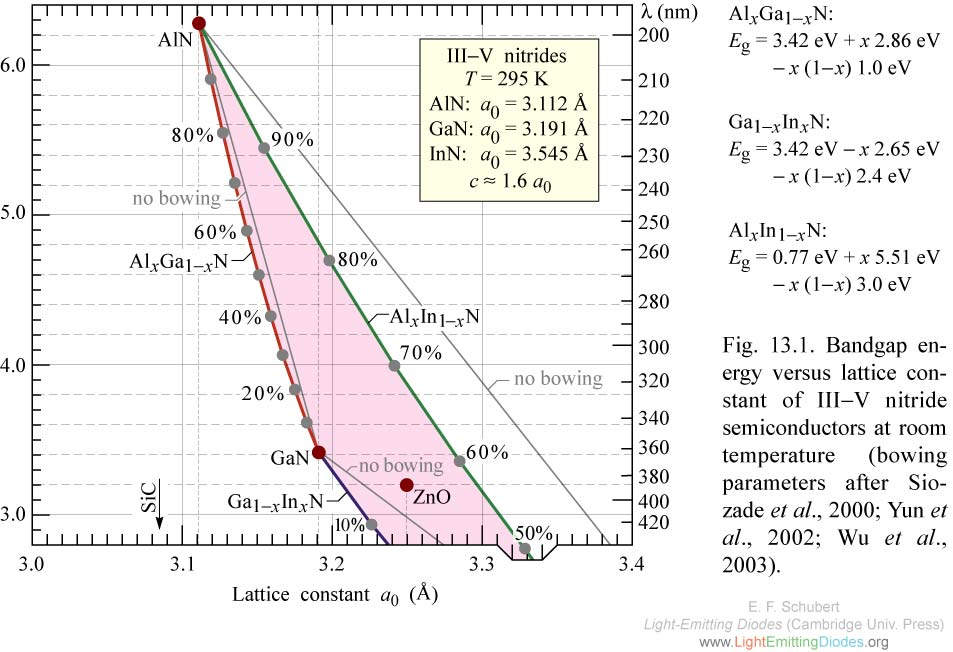 λ (nm)
200
210
220
230
240
250
260
280
300
320
340
360
380
400
420
6.0
5.0
4.0
3.0
3.0
3.1
3.2
3.3
3.4
Lattice constant a₀ (Å)
AlN
80%
no bowing
60%
AlₓGa₁₋ₓN
40%
20%
GaN
SiC
Ga₁₋ₓInₓN
10%
90%
80%
AlₓIn₁₋ₓN
70%
no bowing
60%
no bowing
ZnO
50%
III–V nitrides
T = 295 K
AlN: a₀ = 3.112 Å
GaN: a₀ = 3.191 Å
InN: a₀ = 3.545 Å
c ≈ 1.6 a₀
AlₓGa₁₋ₓN:
Eg = 3.42 eV + x 2.86 eV
– x (1–x) 1.0 eV
Ga₁₋ₓInₓN:
Eg = 3.42 eV – x 2.65 eV
– x (1–x) 2.4 eV
AlₓIn₁₋ₓN:
Eg = 0.77 eV + x 5.51 eV
– x (1–x) 3.0 eV
Fig. 13.1. Bandgap en-
ergy versus lattice con-
stant of III–V nitride
semiconductors at room
temperature (bowing
parameters after Sio-
zade et al., 2000; Yun et
al., 2002; Wu et al.,
2003).
E. F. Schubert
Light-Emitting Diodes (Cambridge Univ. Press)
www.LightEmittingDiodes.org